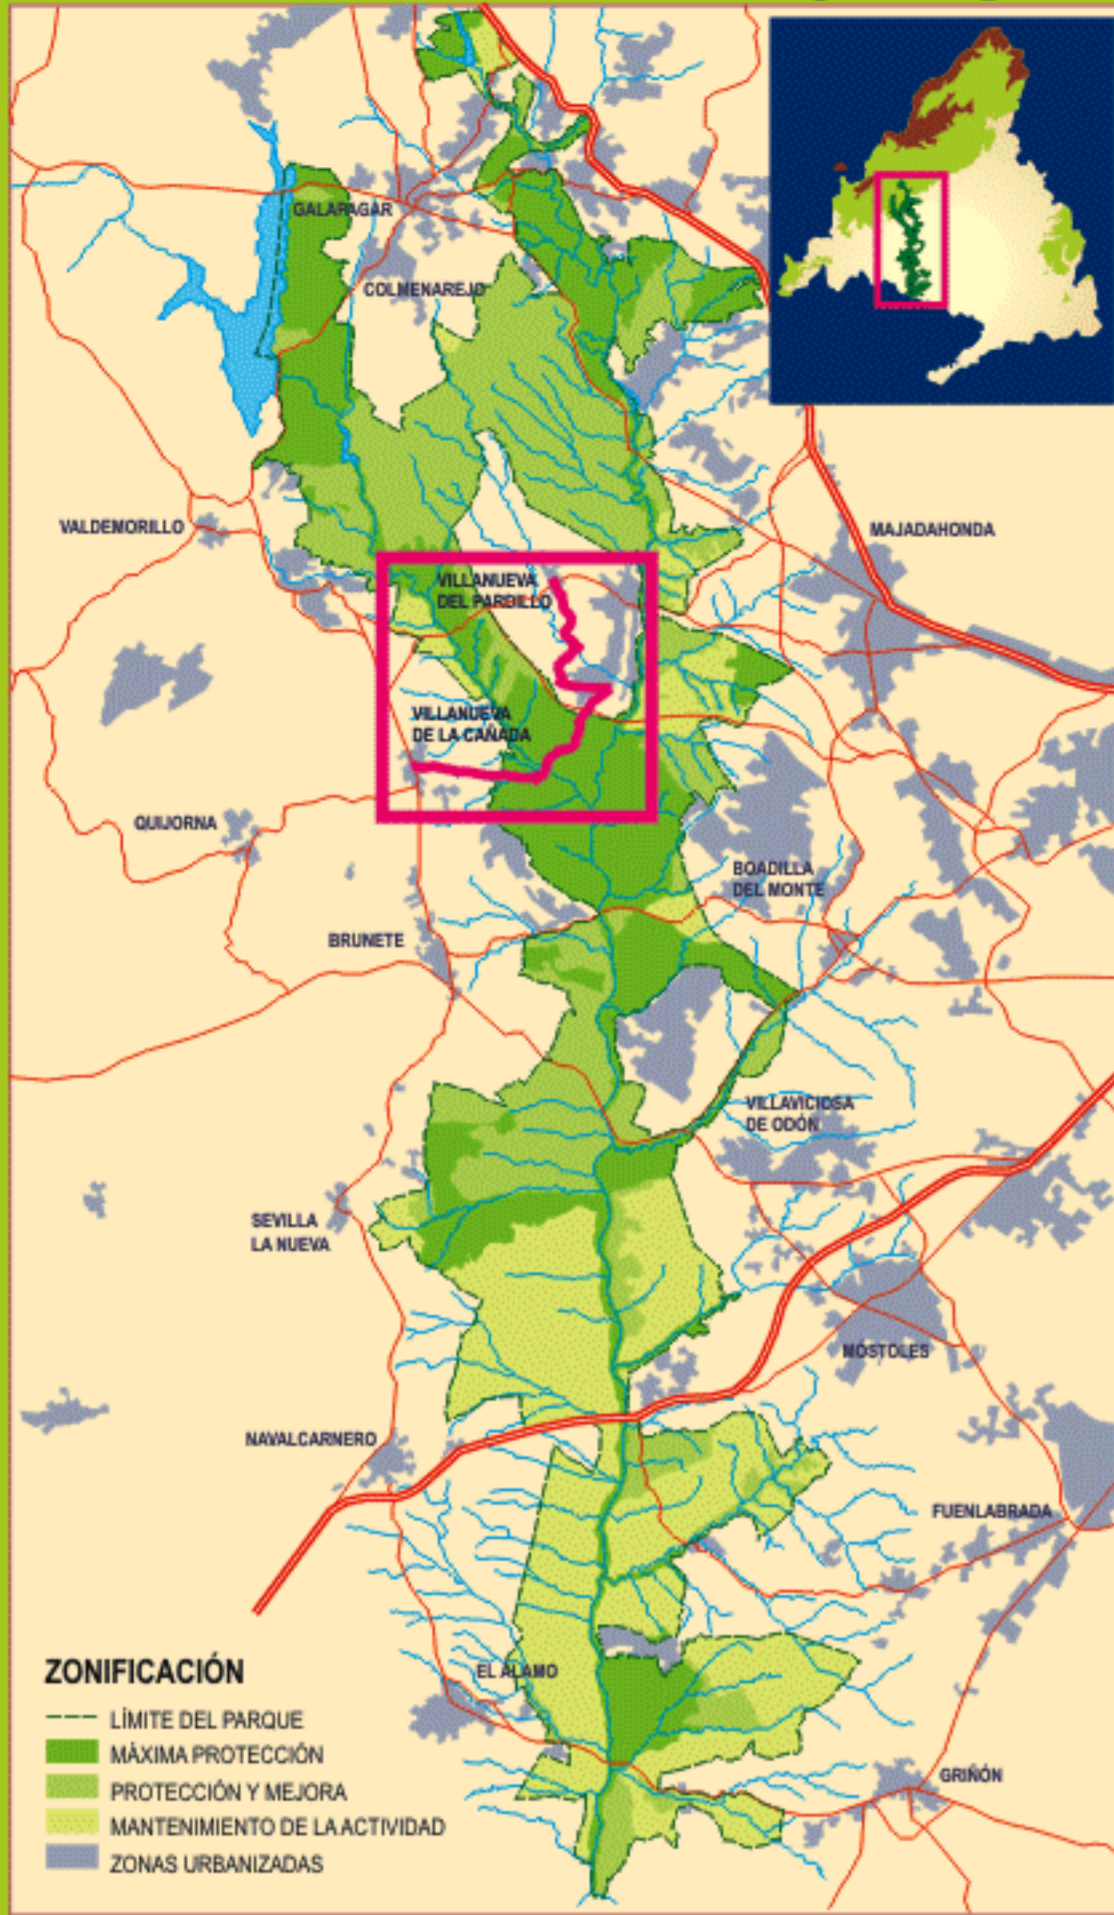 GALAPAGAR
COLMENAREJO
VALDEMORILLO
MAJADAHONDA
VILLANUEVA
DEL PARDILLO
VILLANUEVA
DE LA CAÑADA
QUIJORNA
BOADILLA
DEL MONTE
BRUNETE
VILLAVICIOSA
DE ODÓN
SEVILLA
LA NUEVA
MÓSTOLES
NAVALCARNERO
FUENLABRADA
EL ÁLAMO
GRIÑÓN
ZONIFICACIÓN
LÍMITE DEL PARQUE
MÁXIMA PROTECCIÓN
PROTECCIÓN Y MEJORA
MANTENIMIENTO DE LA ACTIVIDAD
ZONAS URBANIZADAS